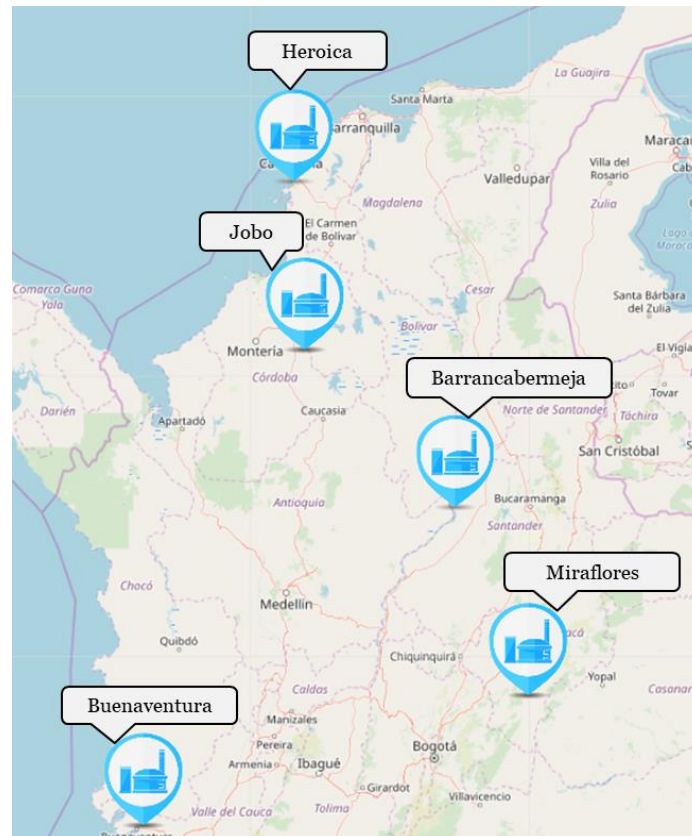 Heroica
La Guajira
Santa Marta
arranquilla
Maracai
Valledupar
Villa del
Rosario
Zulia
Magdalena
El Carmen
de Bolívar
Jobo
Comarca Guna
Yala
Cesar
Santa Bárbara
del Zulia
Bolívar
Montería
El Vigía
Córdoba
Barrancabermeja
Tovar
Darién
Apartadó
Caucasia
Norte de Santander
Táchira
San Cristóbal
Antioquia
Bucaramanga
Santander
Miraflores
Chocó
Medellín
Quibdó
Chiquinquirá
Yopal
Casanare
Buenaventura
Caldas
Manizales
Pereira
Armenia
Ibagué
Bogotá
Girardot
Villavicencio
Valle del Cauca
Tolima